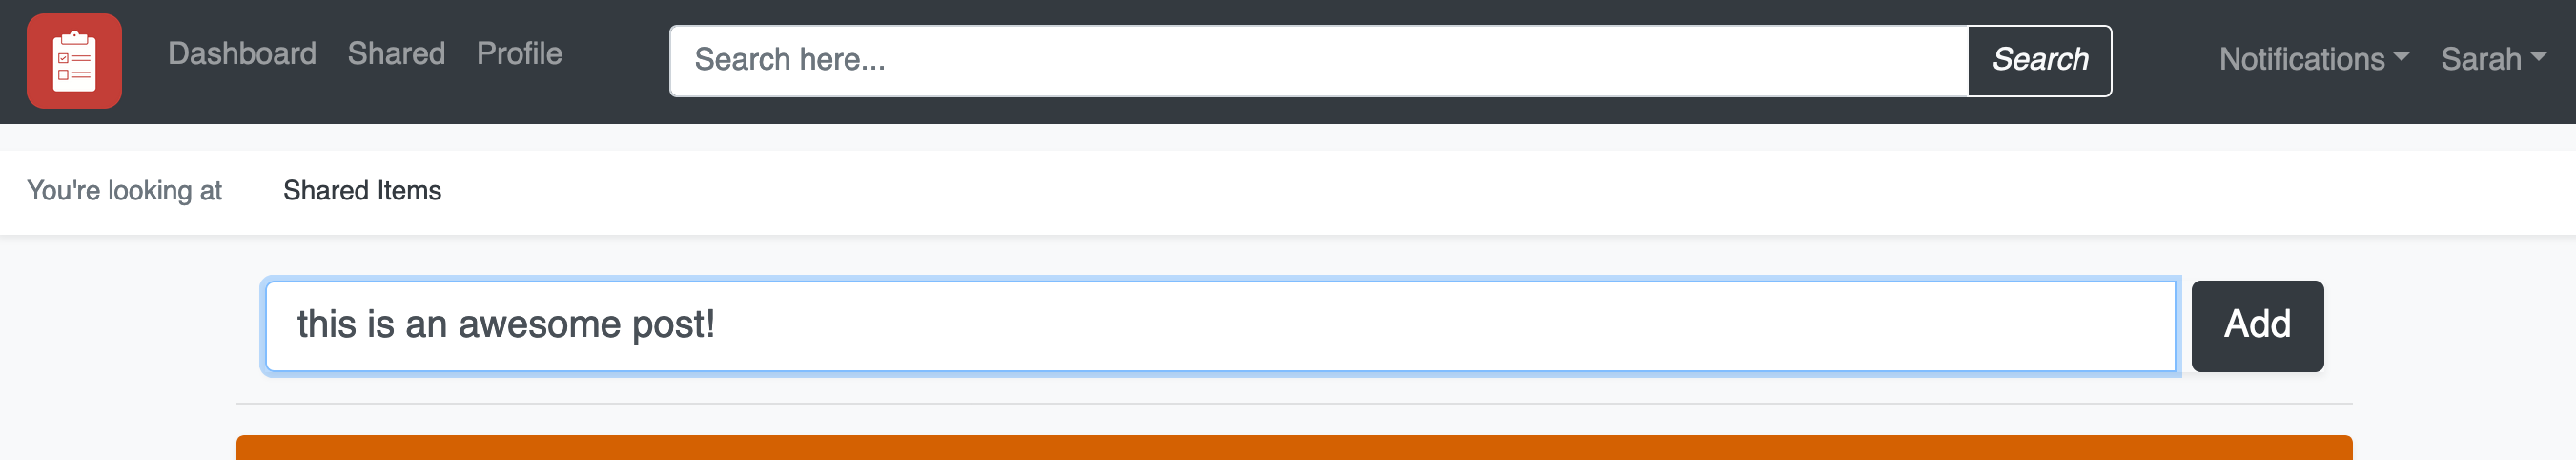 Dashboard Shared Profile Search here... Search Notifications Sarah
You're looking at Shared Items
this is an awesome post! Add